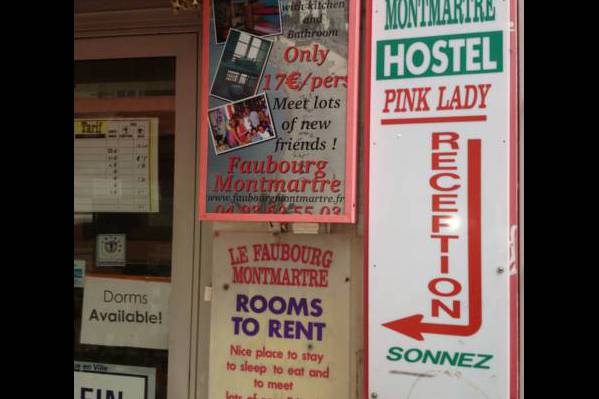 with kitchen
and
Bathroom
Only
17€/pers
Meet lots
of new
friends !
Faubourg
Montmartre
www.faubourgmontmartre.fr
LE FAUBOURG
MONTMARTRE
ROOMS
TO RENT
Nice place to stay
to sleep to eat and
to meet
MONTMARTRE
HOSTEL
PINK LADY
RECEPTION
SONNEZ
Tarif
Dorms
Available!
en Ville